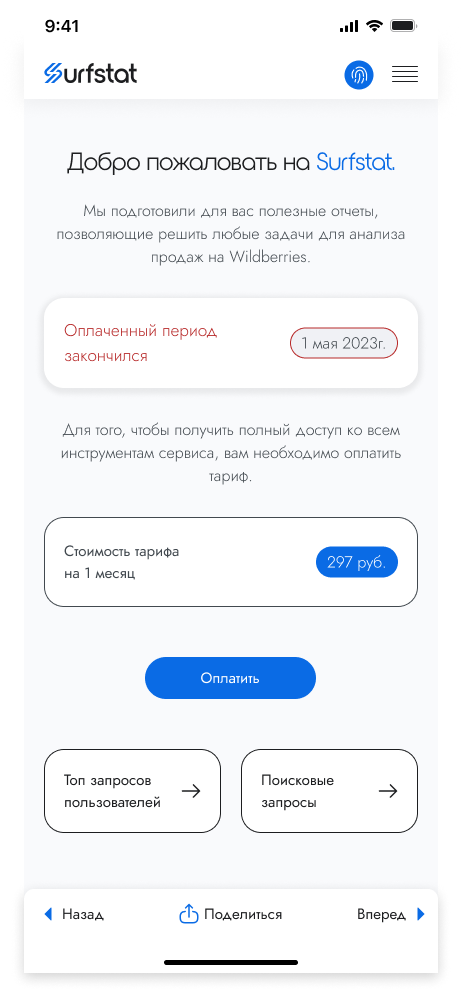 9:41
Surfstat
Добро пожаловать на Surfstat.
Мы подготовили для вас полезные отчеты,
позволяющие решить любые задачи для анализа
продаж на Wildberries.
Оплаченный период
закончился
1 мая 2023г.
Для того, чтобы получить полный доступ ко всем
инструментам сервиса, вам необходимо оплатить
тариф.
Стоимость тарифа
на 1 месяц
297 руб.
Оплатить
Топ запросов
пользователей
Поисковые
запросы
Назад
Поделиться
Вперед